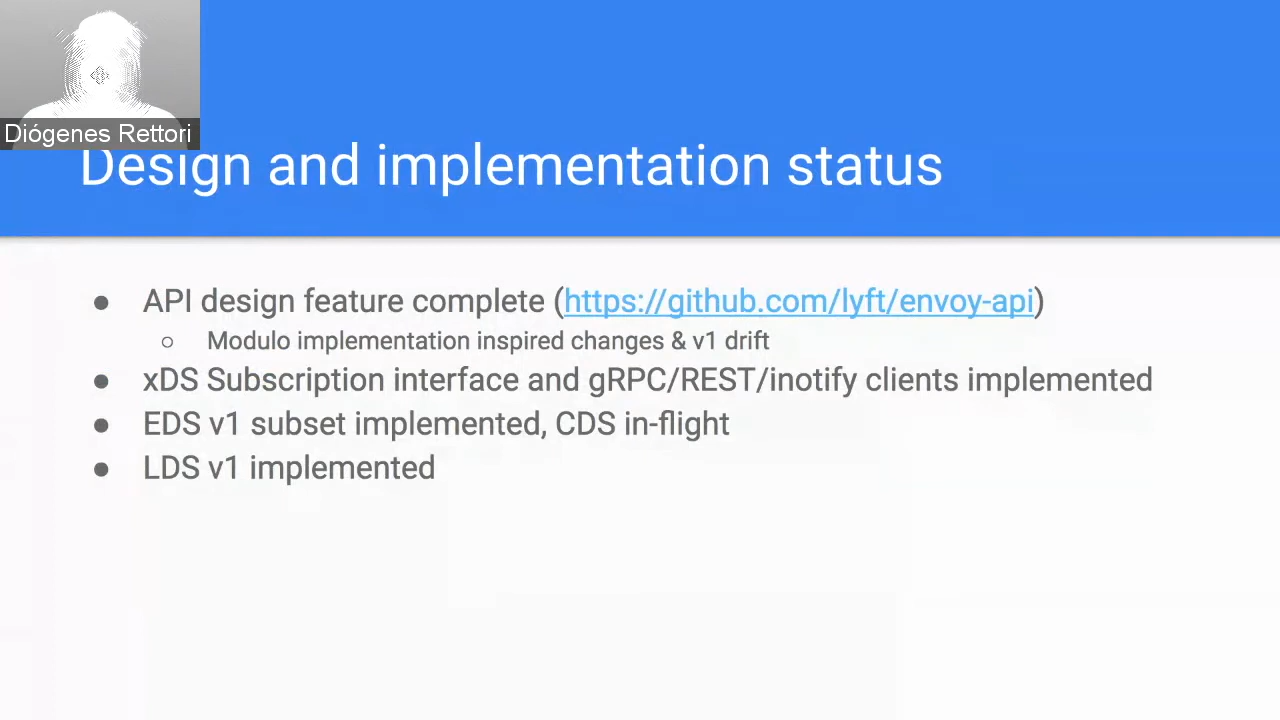 Diógenes Rettori
Design and implementation status
● API design feature complete (https://github.com/lyft/envoy-api)
○ Modulo implementation inspired changes & v1 drift
● xDS Subscription interface and gRPC/REST/inotify clients implemented
● EDS v1 subset implemented, CDS in-flight
● LDS v1 implemented